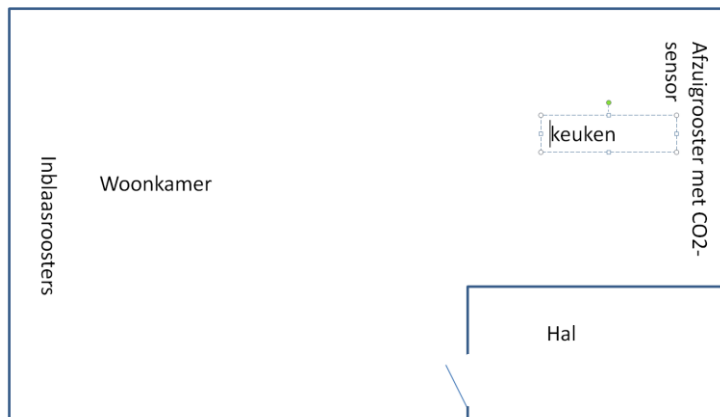 Afzuigrooster met CO2-
sensor
keuken
Woonkamer
Inblaasroosters
Hal